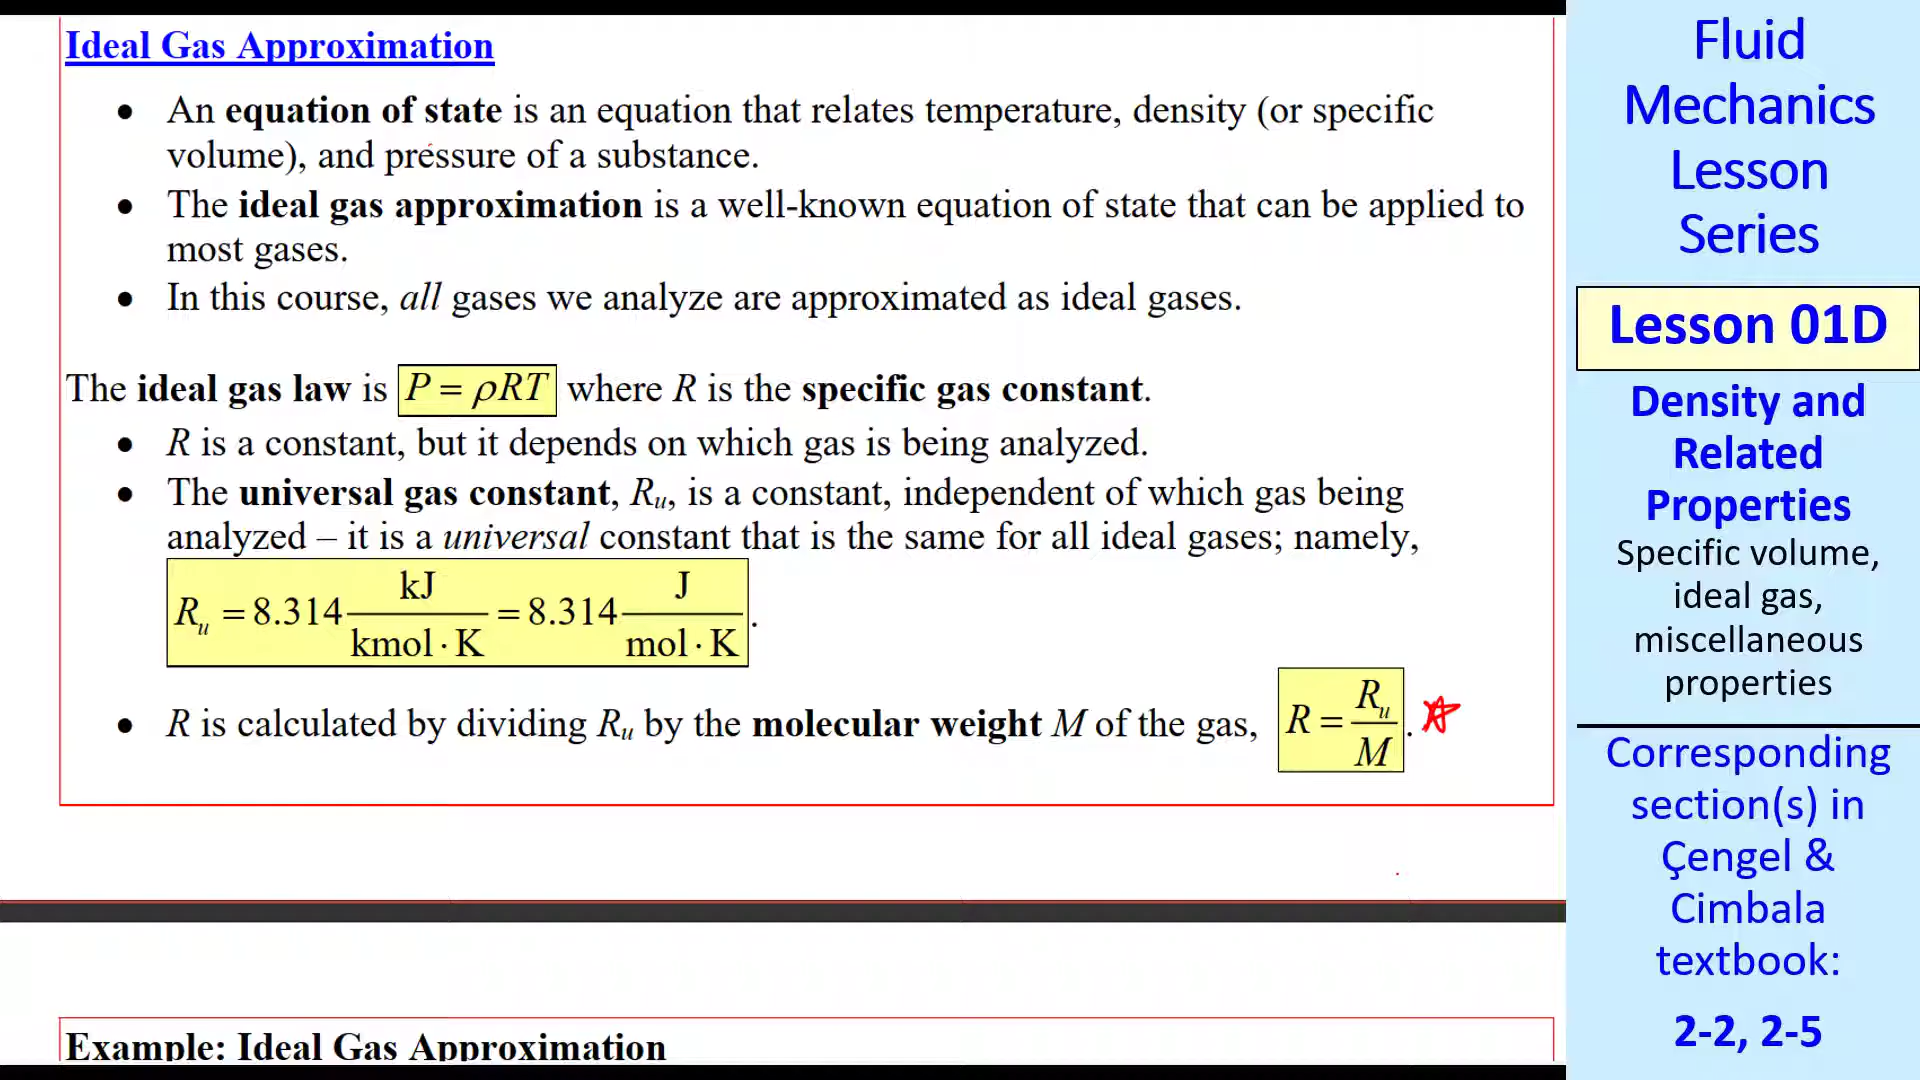 Ideal Gas Approximation
• An equation of state is an equation that relates temperature, density (or specific
volume), and pressure of a substance.
• The ideal gas approximation is a well-known equation of state that can be applied to
most gases.
• In this course, all gases we analyze are approximated as ideal gases.
The ideal gas law is P = ρRT where R is the specific gas constant.
• R is a constant, but it depends on which gas is being analyzed.
• The universal gas constant, Ru, is a constant, independent of which gas being
analyzed – it is a universal constant that is the same for all ideal gases; namely,
Ru = 8.314 kJ/kmol · K = 8.314 J/mol · K.
• R is calculated by dividing Ru by the molecular weight M of the gas, R = Ru/M.
Example: Ideal Gas Approximation
Fluid
Mechanics
Lesson
Series
Lesson 01D
Density and
Related
Properties
Specific volume,
ideal gas,
miscellaneous
properties
Corresponding
section(s) in
Çengel &
Cimbala
textbook:
2-2, 2-5